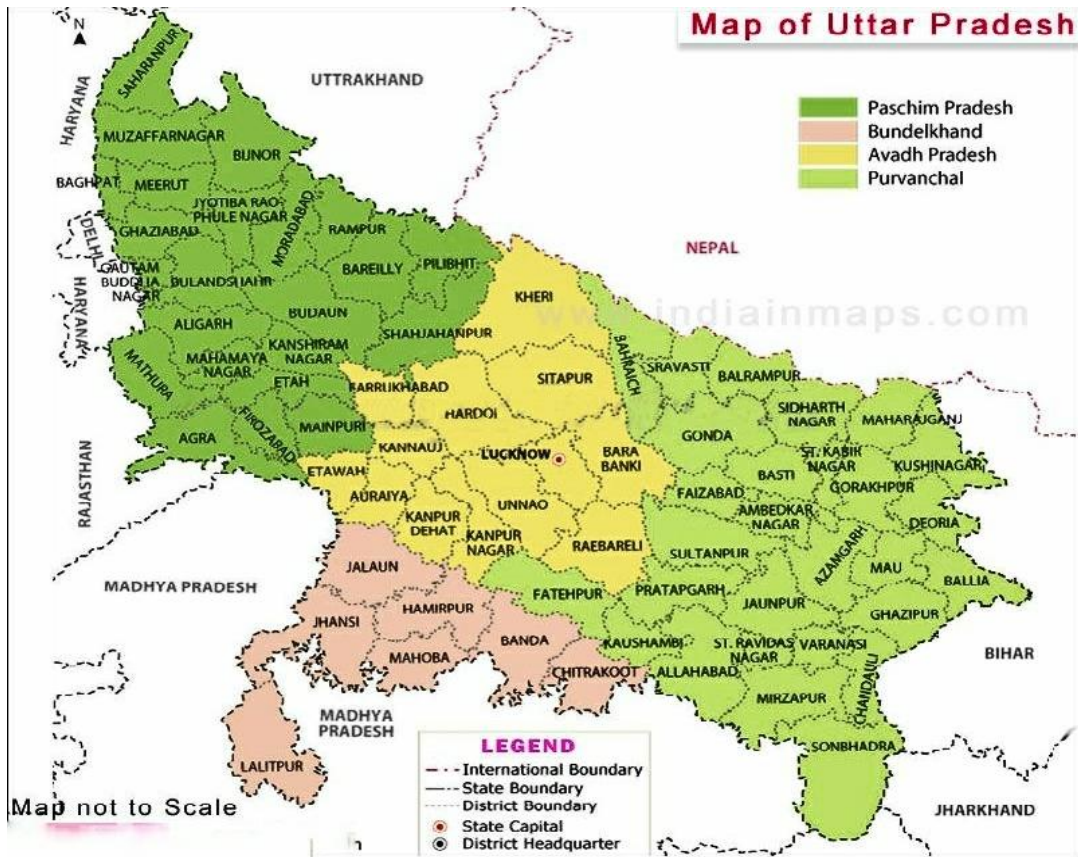 N
Map of Uttar Pradesh
SAHARANPUR
UTTRAKHAND
HARYANA
Paschim Pradesh
Bundelkhand
Avadh Pradesh
Purvanchal
MUZAFFARNAGAR
BIJNOR
BAGHPAT
MEERUT
JYOTIBA RAO
PHULE NAGAR
MORADABAD
RAMPUR
DELHI
GHAZIABAD
NEPAL
BAREILLY
PILIBHIT
GAUTAM
BUDDHA
NAGAR
BULANDSHAHR
HARYANA
KHERI
www.indiainmaps.com
BUDAUN
ALIGARH
SHAHJAHANPUR
KANSHIRAM
NAGAR
MAHAMAYA
NAGAR
MATHURA
BAHRAICH
SRAVASTI
BALRAMPUR
ETAH
FARRUKHABAD
SITAPUR
HARDOI
SIDHARTH
NAGAR
MAHARAJGANJ
FIROZABAD
MAINPURI
AGRA
GONDA
KANNAUJ
LUCKNOW
BARA
BANKI
ST. KABIR
NAGAR
KUSHINAGAR
RAJASTHAN
ETAWAH
BASTI
GORAKHPUR
AURAIYA
UNNAO
FAIZABAD
AMBEDKAR
NAGAR
DEORIA
KANPUR
DEHAT
KANPUR
NAGAR
RAEBARELI
SULTANPUR
AZAMGARH
MAU
BALLIA
JALAUN
MADHYA PRADESH
FATEHPUR
PRATAPGARH
JAUNPUR
GHAZIPUR
HAMIRPUR
JHANSI
BANDA
KAUSHAMBI
ST. RAVIDAS
NAGAR
VARANASI
BIHAR
MAHOBA
CHITRAKOOT
ALLAHABAD
CHANDAULI
MIRZAPUR
MADHYA
PRADESH
SONBHADRA
LALITPUR
LEGEND
International Boundary
State Boundary
District Boundary
State Capital
District Headquarter
Map not to Scale
JHARKHAND